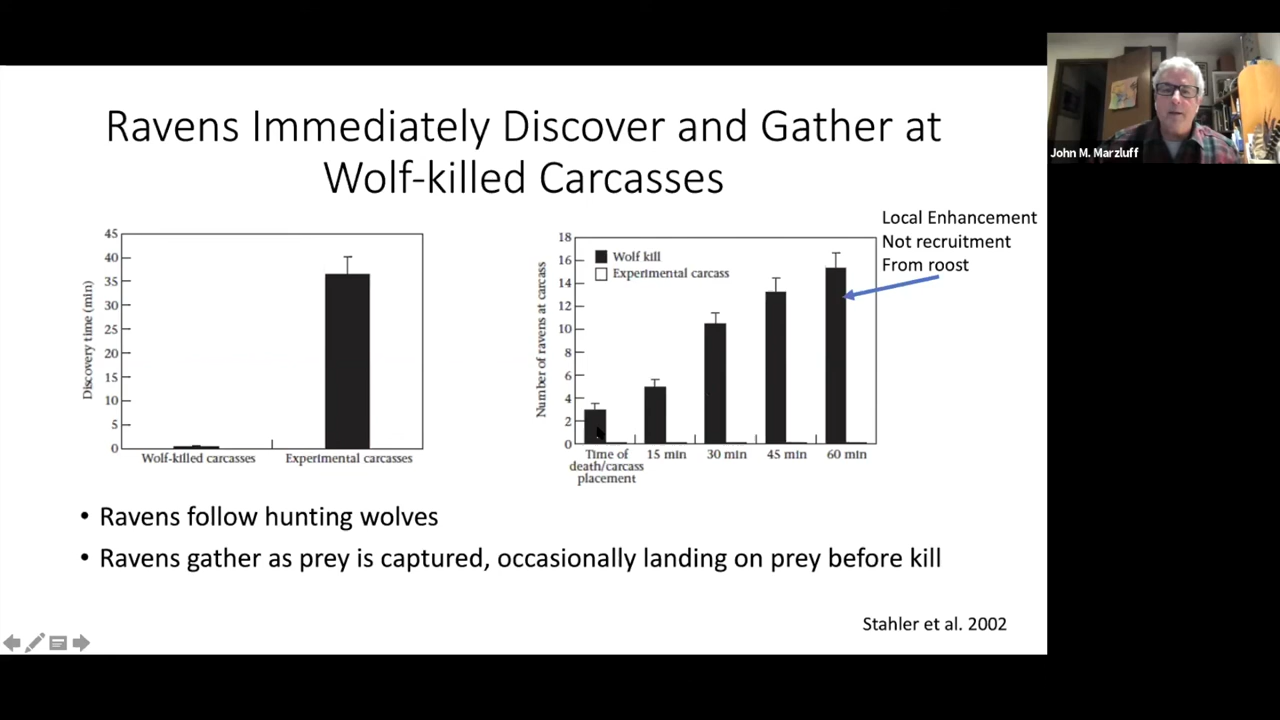 Ravens Immediately Discover and Gather at
Wolf-killed Carcasses
John M. Marzluff
45
40
35
30
25
20
15
10
5
0
Discovery time (min)
Wolf-killed carcasses
Experimental carcasses
18
16
14
12
10
8
6
4
2
0
Number of ravens at carcass
Wolf kill
Experimental carcass
Time of
death/carcass
placement
15 min
30 min
45 min
60 min
Local Enhancement
Not recruitment
From roost
• Ravens follow hunting wolves
• Ravens gather as prey is captured, occasionally landing on prey before kill
Stahler et al. 2002